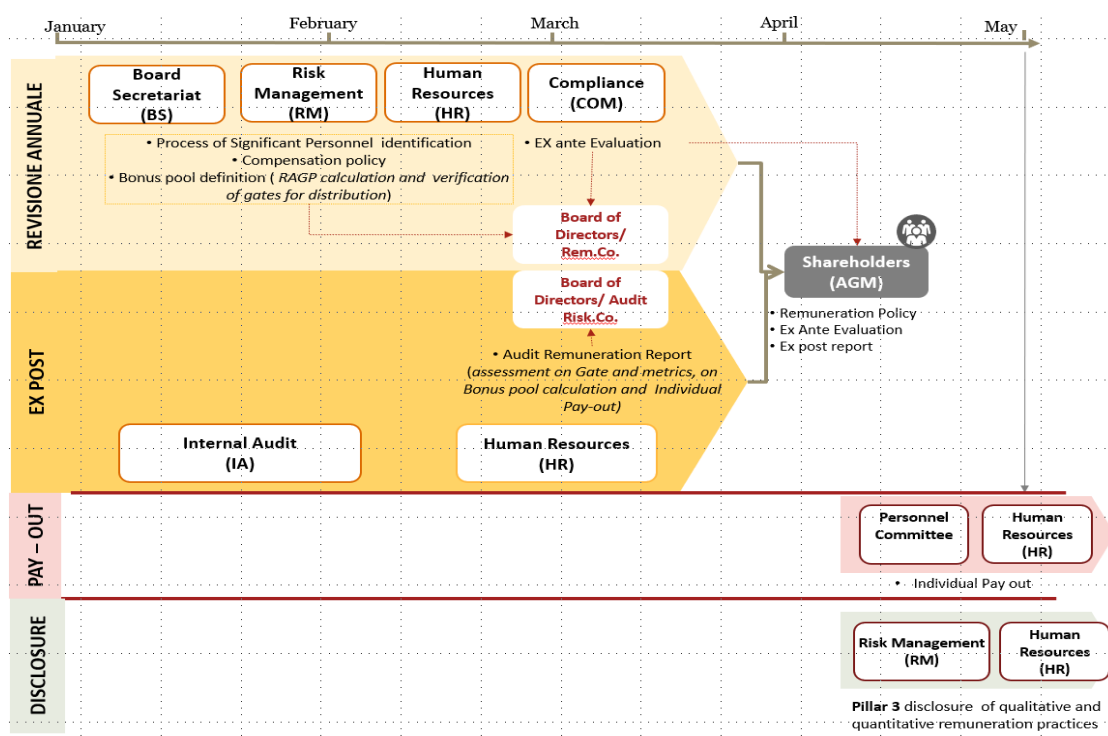 January
February
March
April
May
REVISIONE ANNUALE
Board
Secretariat
(BS)
Risk
Management
(RM)
Human
Resources
(HR)
Compliance
(COM)
• Process of Significant Personnel identification
• Compensation policy
• Bonus pool definition ( RAGP calculation and verification
of gates for distribution)
• EX ante Evaluation
Board of
Directors/
Rem.Co.
Shareholders
(AGM)
• Remuneration Policy
• Ex Ante Evaluation
• Ex post report
EX POST
Board of
Directors/ Audit
Risk.Co.
• Audit Remuneration Report
(assessment on Gate and metrics, on
Bonus pool calculation and Individual
Pay-out)
Internal Audit
(IA)
Human Resources
(HR)
PAY – OUT
Personnel
Committee
Human
Resources
(HR)
• Individual Pay out
DISCLOSURE
Risk Management
(RM)
Human
Resources
(HR)
Pillar 3 disclosure of qualitative and
quantitative remuneration practices